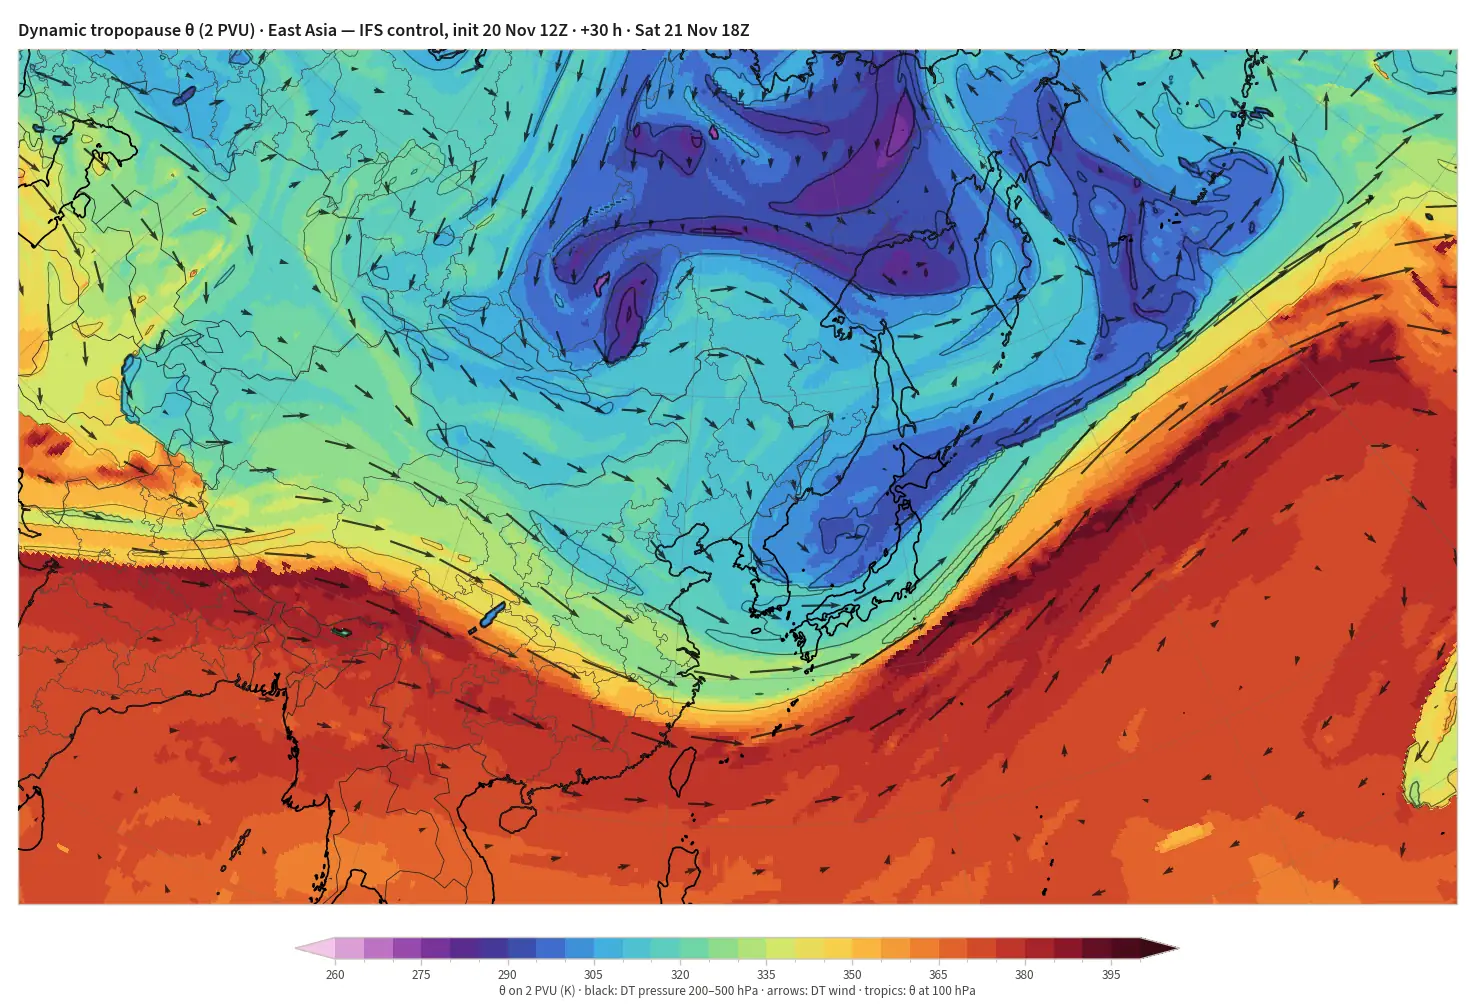 Dynamic tropopause θ (2 PVU) · East Asia — IFS control, init 20 Nov 12Z · +30 h · Sat 21 Nov 18Z
260 275 290 305 320 335 350 365 380 395
θ on 2 PVU (K) · black: DT pressure 200–500 hPa · arrows: DT wind · tropics: θ at 100 hPa